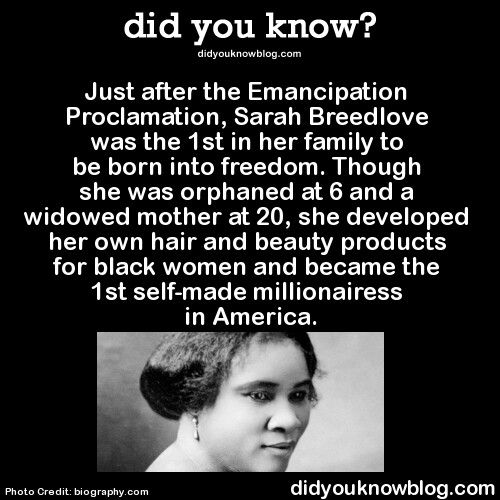 did you know?
didyouknowblog.com
Just after the Emancipation
Proclamation, Sarah Breedlove
was the 1st in her family to
be born into freedom. Though
she was orphaned at 6 and a
widowed mother at 20, she developed
her own hair and beauty products
for black women and became the
1st self-made millionairess
in America.
Photo Credit: biography.com
didyouknowblog.com